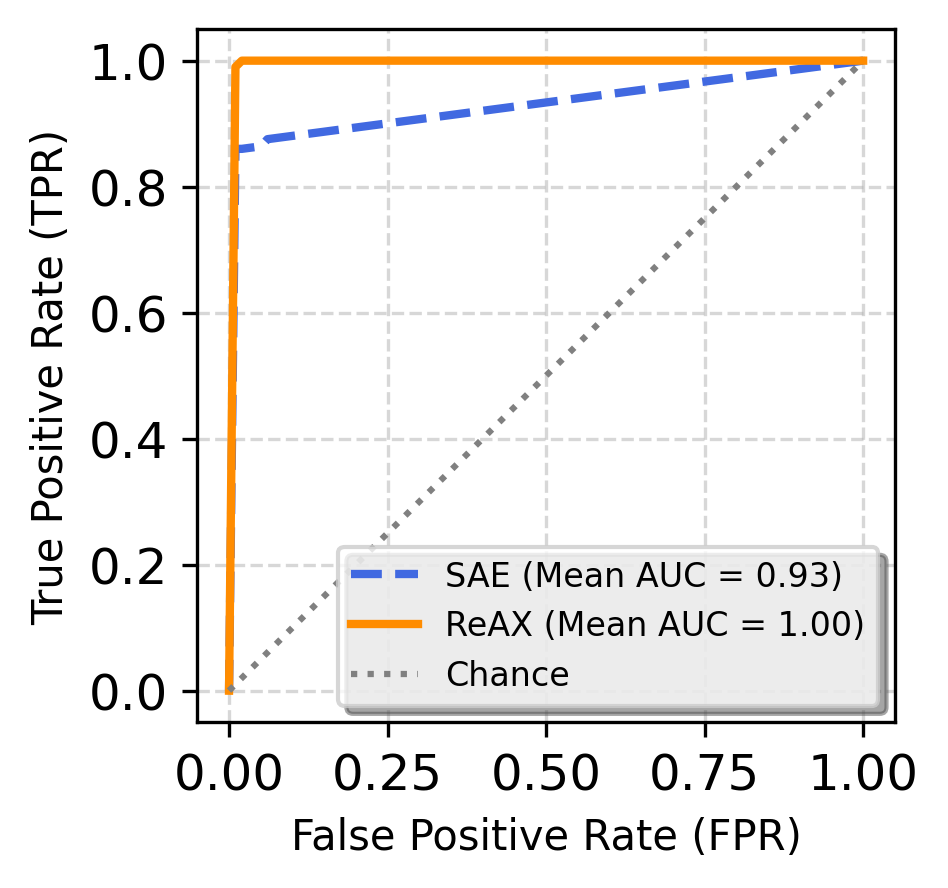 1.0
0.8
0.6
0.4
0.2
0.0
True Positive Rate (TPR)
SAE (Mean AUC = 0.93)
ReAX (Mean AUC = 1.00)
Chance
0.00 0.25 0.50 0.75 1.00
False Positive Rate (FPR)